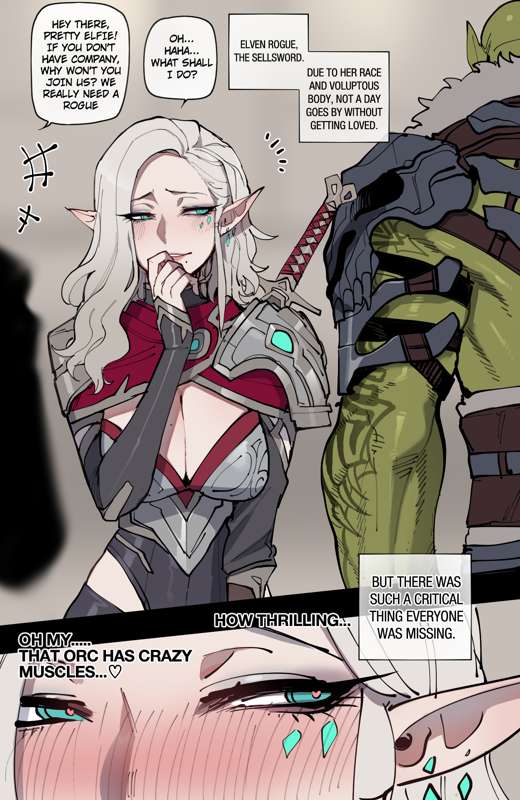 HEY THERE,
PRETTY ELFIE!
IF YOU DON'T
HAVE COMPANY,
WHY WON'T YOU
JOIN US? WE
REALLY NEED A
ROGUE
OH...
HAHA...
WHAT SHALL
I DO?
ELVEN ROGUE,
THE SELLSWORD.
DUE TO HER RACE
AND VOLUPTOUS
BODY, NOT A DAY
GOES BY WITHOUT
GETTING LOVED.
BUT THERE WAS
SUCH A CRITICAL
THING EVERYONE
WAS MISSING.
HOW THRILLING...
OH MY.....
THAT ORC HAS CRAZY
MUSCLES...♡